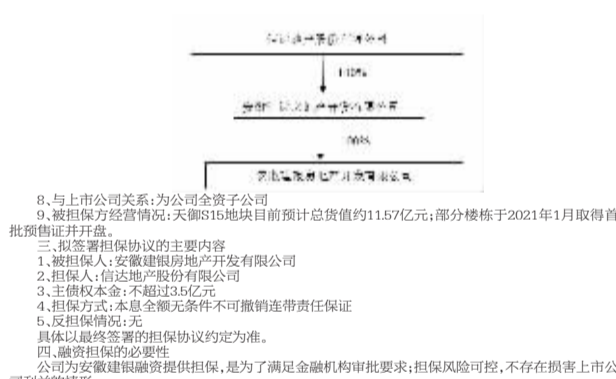 100%
100%
8、与上市公司关系:为公司全资子公司
9、被担保方经营情况:天御S15地块目前预计总货值约11.57亿元;部分楼栋于2021年1月取得首
批预售证并开盘。
三、拟签署担保协议的主要内容
1、被担保人:安徽建银房地产开发有限公司
2、担保人:信达地产股份有限公司
3、主债权本金:不超过3.5亿元
4、担保方式:本息全额无条件不可撤销连带责任保证
5、反担保情况:无
具体以最终签署的担保协议约定为准。
四、融资担保的必要性
公司为安徽建银融资提供担保,是为了满足金融机构审批要求;担保风险可控,不存在损害上市公